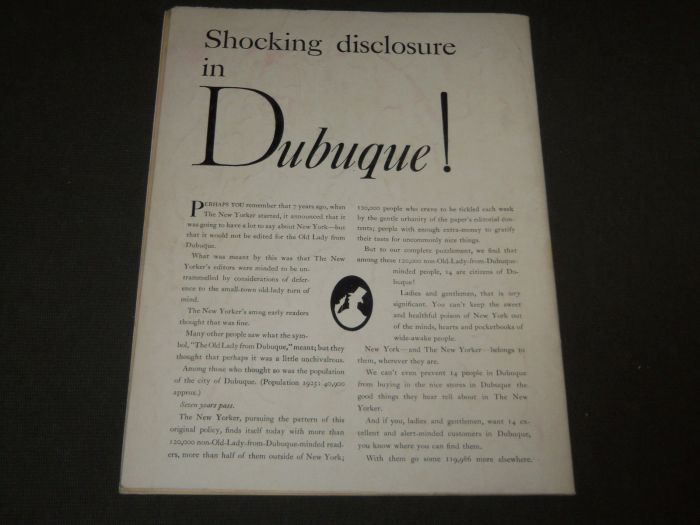 Shocking disclosure
in
Dubuque!
PERHAPS YOU remember that 7 years ago, when
The New Yorker started, it announced that it
was going to have a lot to say about New York—but
that it would not be edited for the Old Lady from
Dubuque.
What was meant by this was that The New
Yorker's editors were minded to be un-
trammelled by considerations of defer-
ence to the small-town old-lady turn of
mind.
The New Yorker's among early readers
thought that was fine.
Many other people saw what the sym-
bol, "The Old Lady from Dubuque," means; but they
thought that perhaps it was a little unchivalrous.
Among those who thought so was the population
of the city of Dubuque. (Population 1925: 40,900
approx.)
Seven years pass.
The New Yorker, pursuing the pattern of this
original policy, finds itself today with more than
120,000 non-Old-Lady-from-Dubuque-minded read-
ers, more than half of them outside of New York;
120,000 people who crave to be tickled each week
by the gentle urbanity of the paper's editorial con-
tents; people with enough extra-money to gratify
their taste for uncommonly nice things.
But to our complete puzzlement, we find that
among these 120,000 non-Old-Lady-from-Dubuque-
minded people, 14 are citizens of Du-
buque!
Ladies and gentlemen, that is very
significant. You can't keep the sweet
and healthful poison of New York out
of the minds, hearts and pocketbooks of
wide-awake people.
New York—and The New Yorker—belongs to
them, wherever they are.
We can't even prevent 14 people in Dubuque
from buying in the nice stores in Dubuque the
good things they hear tell about in The New
Yorker.
And if you, ladies and gentlemen, want 14 ex-
cellent and alert-minded customers in Dubuque,
you know where you can find them.
With them go some 119,986 more elsewhere.